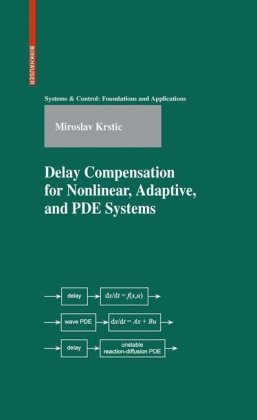 BIRKHAUSER
Systems & Control: Foundations and Applications
Miroslav Krstic
Delay Compensation
for Nonlinear, Adaptive,
and PDE Systems
delay
dx/dt = f(x,u)
wave PDE
dx/dt = Ax + Bu
delay
unstable
reaction-diffusion PDE